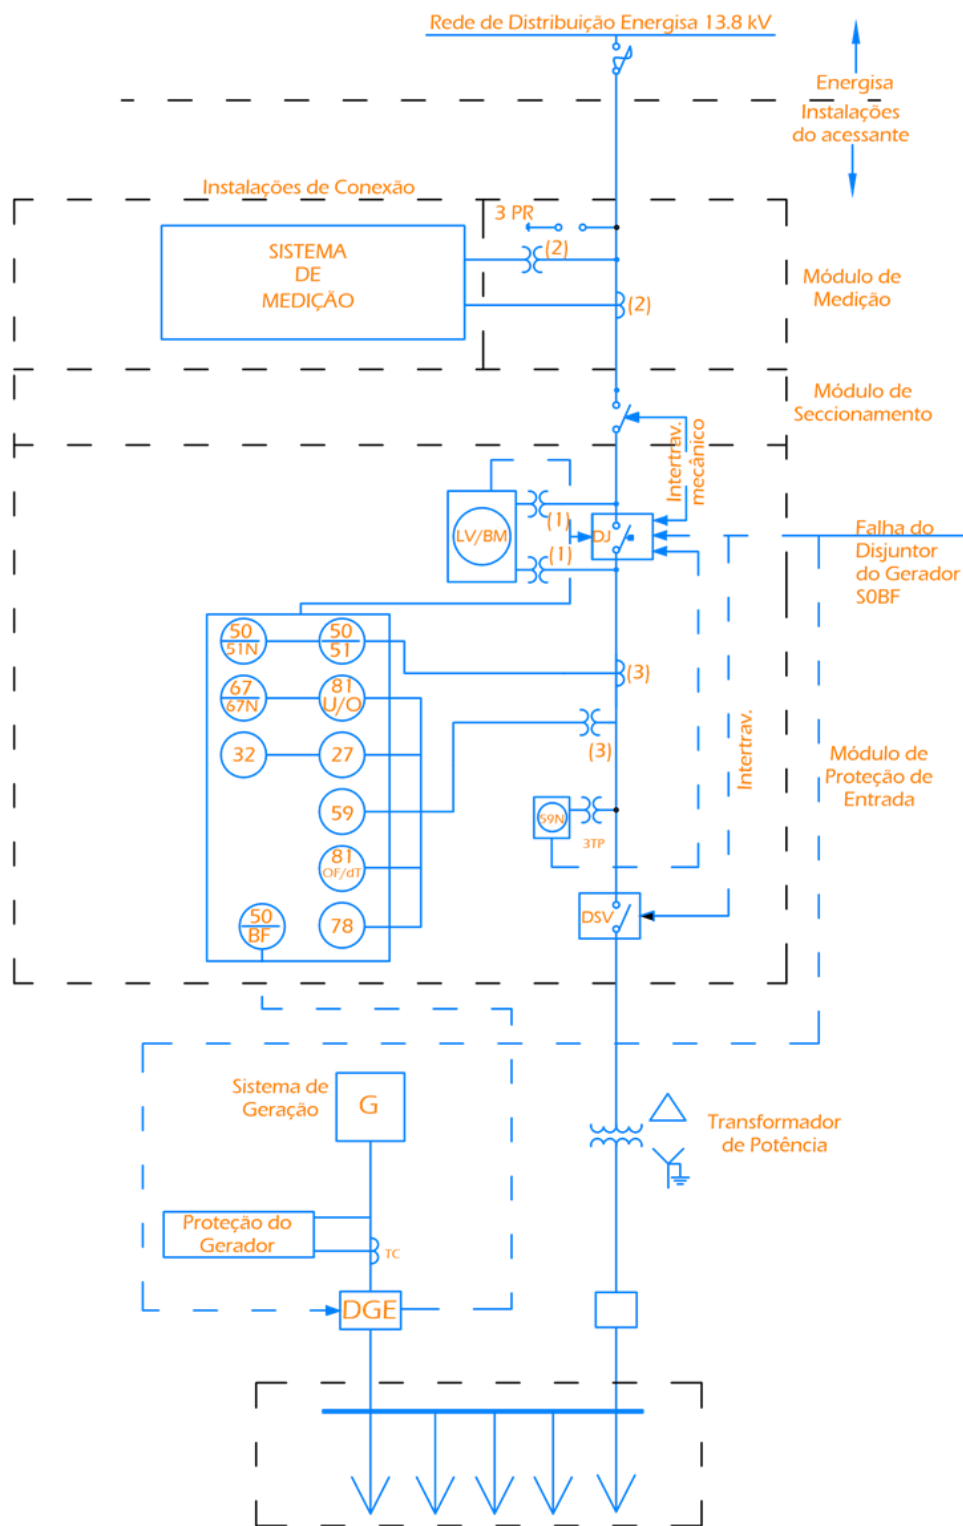 Rede de Distribuição Energisa 13.8 kV
Energisa
Instalações
do acessante
Instalações de Conexão
3 PR
(2)
SISTEMA
DE
MEDIÇÃO
(2)
Módulo de
Medição
Módulo de
Seccionamento
Intertrav.
mecânico
LV/BM
(1)
(1)
DJ
Falha do
Disjuntor
do Gerador
S0BF
50
51N
50
51
(3)
67
67N
81
U/O
(3)
32
27
Intertrav.
Módulo de
Proteção de
Entrada
59
59N
3TP
81
OF/dT
50
BF
78
DSV
Sistema de
Geração
G
Transformador
de Potência
Proteção do
Gerador
TC
DGE